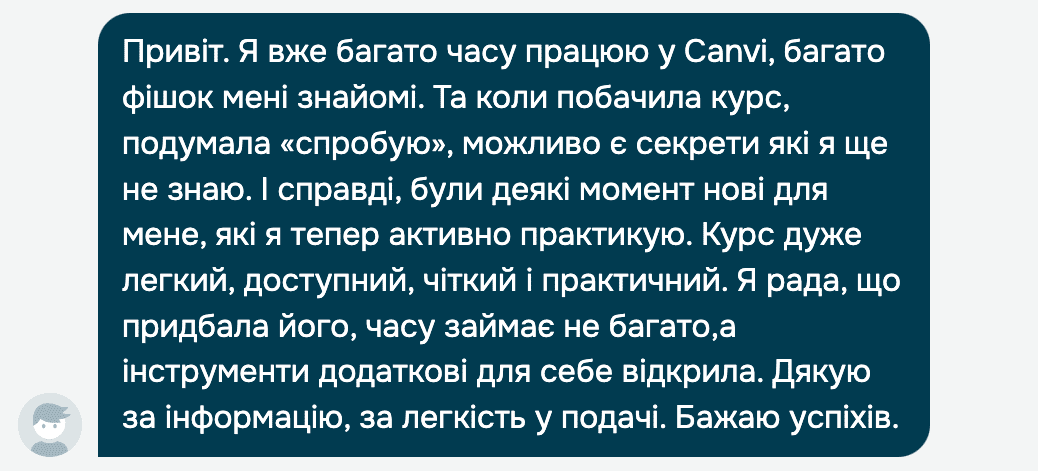 Привіт. Я вже багато часу працюю у Canvi, багато
фішок мені знайомі. Та коли побачила курс,
подумала «спробую», можливо є секрети які я ще
не знаю. І справді, були деякі момент нові для
мене, які я тепер активно практикую. Курс дуже
легкий, доступний, чіткий і практичний. Я рада, що
придбала його, часу займає не багато,а
інструменти додаткові для себе відкрила. Дякую
за інформацію, за легкість у подачі. Бажаю успіхів.